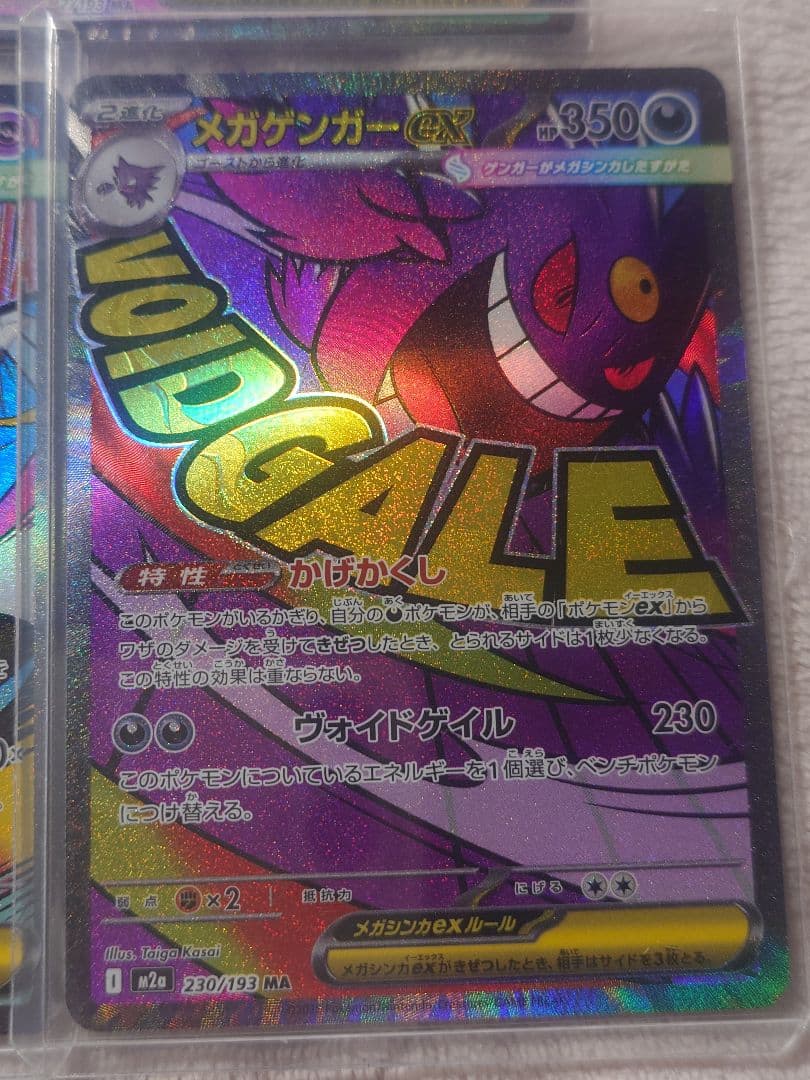 2進化
メガゲンガーex
HP350
ゴーストから進化
ゲンガーがメガシンカしたすがた
VOID GALE
特性
とくせい
かげかくし
このポケモンがいるかぎり、自分のポケモンが、相手の「ポケモンex」から
ワザのダメージを受けてきぜつしたとき、とられるサイドは1枚少なくなる。
この特性の効果は重ならない。
ヴォイドゲイル 230
このポケモンについているエネルギーを1個選び、ベンチポケモン
につけ替える。
弱点 ×2 抵抗力 にげる
メガシンカexルール
メガシンカexがきぜつしたとき、相手はサイドを3枚とる。
Illus. Taiga Kasai
I M2a 230/193 MA